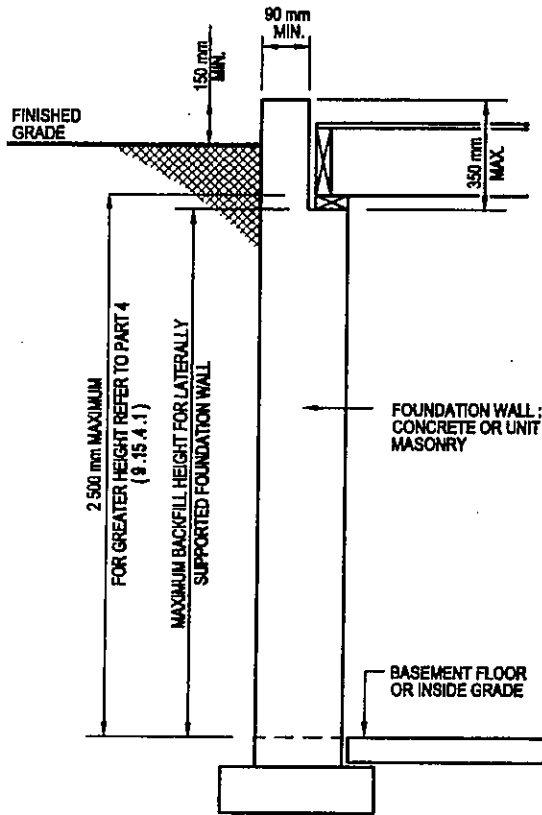 90 mm
MIN.
150 mm
MIN.
FINISHED
GRADE
350 mm
MAX.
2 500 mm MAXIMUM
FOR GREATER HEIGHT REFER TO PART 4
( 9 .15 .4 .1 )
MAXIMUM BACKFILL HEIGHT FOR LATERALLY
SUPPORTED FOUNDATION WALL
FOUNDATION WALL :
CONCRETE OR UNIT
MASONRY
BASEMENT FLOOR
OR INSIDE GRADE